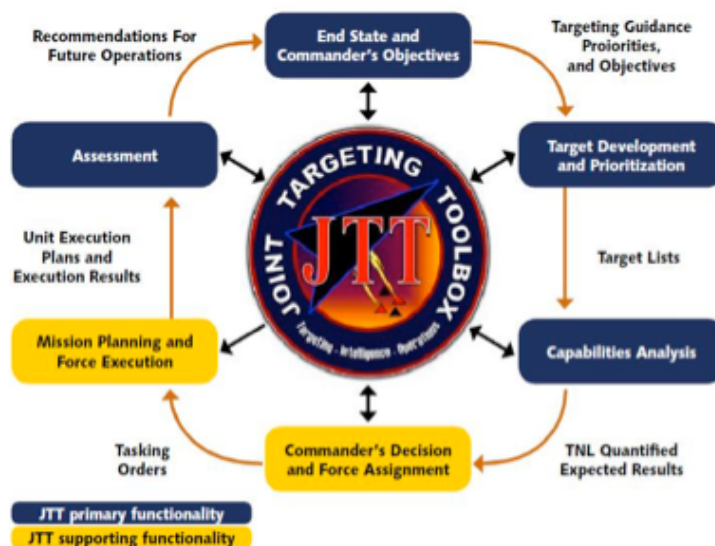 Recommendations For
Future Operations
End State and
Commander's Objectives
Targeting Guidance
Proiorities,
and Objectives
Assessment
Target Development
and Prioritization
JOINT TARGETING TOOLBOX
JTT
Targeting - Intelligence - Operations
Unit Execution
Plans and
Execution Results
Target Lists
Mission Planning and
Force Execution
Capabilities Analysis
Tasking
Orders
Commander's Decision
and Force Assignment
TNL Quantified
Expected Results
JTT primary functionality
JTT supporting functionality